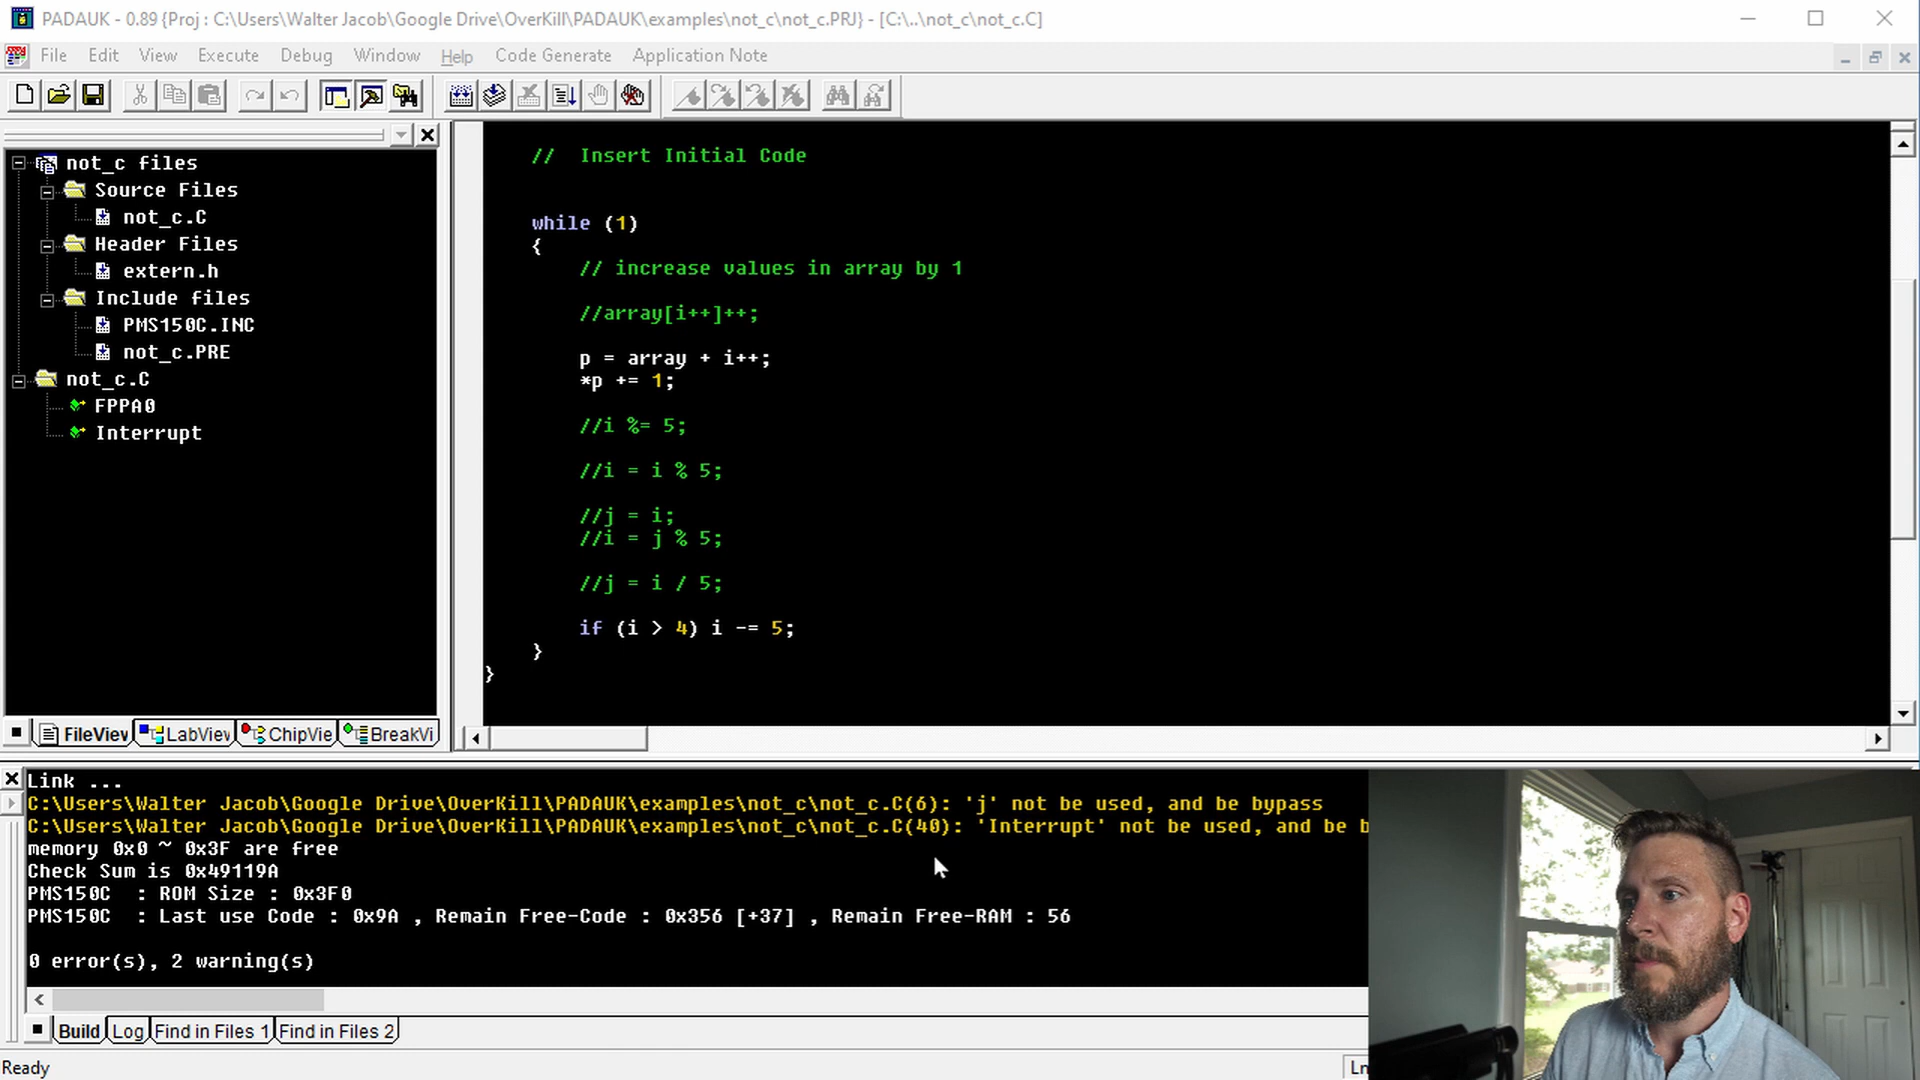 PADAUK - 0.89 {Proj : C:\Users\Walter Jacob\Google Drive\OverKill\PADAUK\examples\not_c\not_c.PRJ} - [C:\..\not_c\not_c.C]
File Edit View Execute Debug Window Help Code Generate Application Note
not_c files
Source Files
not_c.C
Header Files
extern.h
Include files
PMS150C.INC
not_c.PRE
not_c.C
FPPA0
Interrupt
FileView LabView ChipVie BreakVi
//  Insert Initial Code
while (1)
{
// increase values in array by 1
//array[i++]++;
p = array + i++;
*p += 1;
//i %= 5;
//i = i % 5;
//j = i;
//i = j % 5;
//j = i / 5;
if (i > 4) i -= 5;
}
}
Link ...
C:\Users\Walter Jacob\Google Drive\OverKill\PADAUK\examples\not_c\not_c.C(6): 'j' not be used, and be bypass
C:\Users\Walter Jacob\Google Drive\OverKill\PADAUK\examples\not_c\not_c.C(40): 'Interrupt' not be used, and be b
memory 0x0 ~ 0x3F are free
Check Sum is 0x49119A
PMS150C  : ROM Size : 0x3F0
PMS150C  : Last use Code : 0x9A , Remain Free-Code : 0x356 [+37] , Remain Free-RAM : 56
0 error(s), 2 warning(s)
Build Log Find in Files 1 Find in Files 2
Ready
Ln